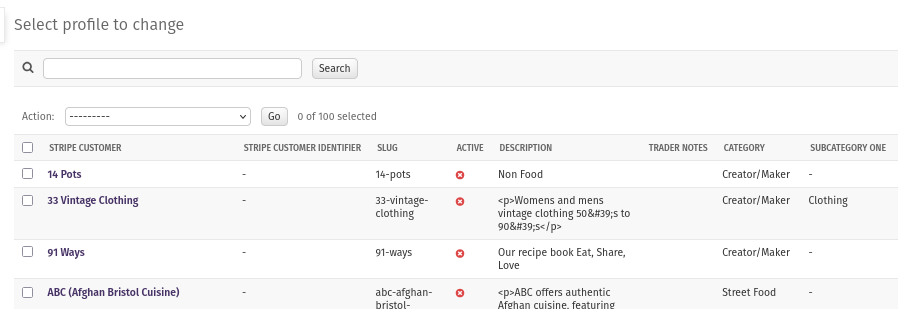 Select profile to change
Search
Action: --------- Go 0 of 100 selected
STRIPE CUSTOMER STRIPE CUSTOMER IDENTIFIER SLUG ACTIVE DESCRIPTION TRADER NOTES CATEGORY SUBCATEGORY ONE
14 Pots - 14-pots Non Food Creator/Maker -
33 Vintage Clothing - 33-vintage- <p>Womens and mens Creator/Maker Clothing
clothing vintage clothing 50&#39;s to
90&#39;s</p>
91 Ways - 91-ways Our recipe book Eat, Share, Creator/Maker -
Love
ABC (Afghan Bristol Cuisine) - abc-afghan- <p>ABC offers authentic Street Food -
bristol- Afghan cuisine, featuring